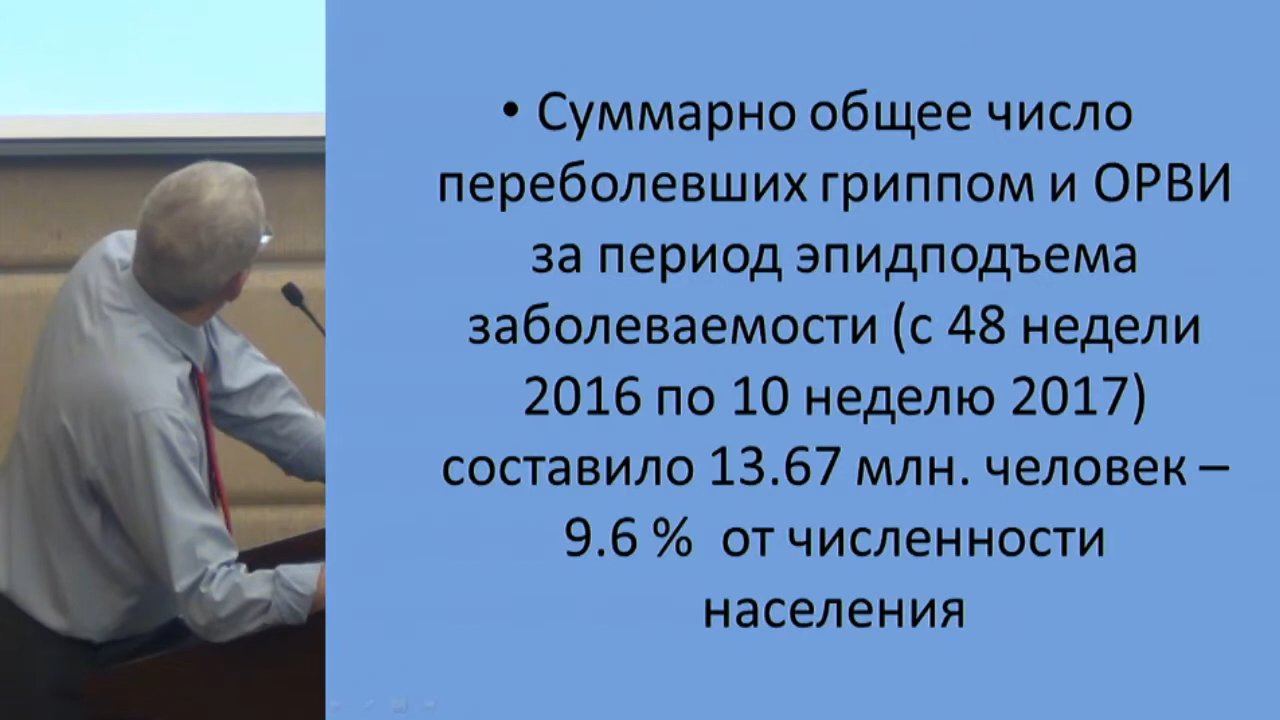 • Суммарно общее число
переболевших гриппом и ОРВИ
за период эпидподъема
заболеваемости (с 48 недели
2016 по 10 неделю 2017)
составило 13.67 млн. человек –
9.6 % от численности
населения